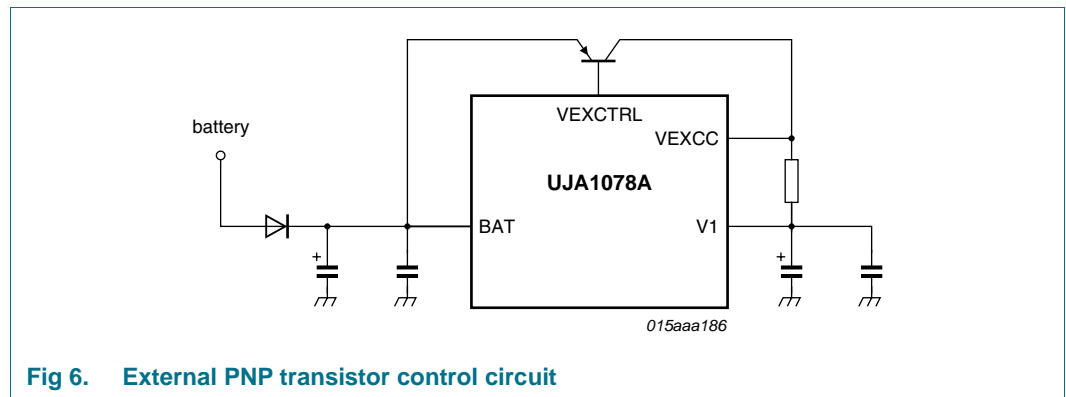 battery
VEXCTRL
VEXCC
UJA1078A
BAT
V1
+
+
015aaa186
Fig 6. External PNP transistor control circuit